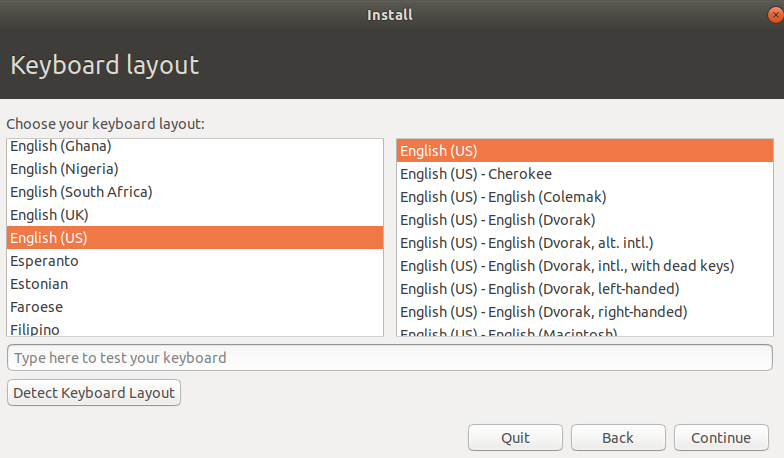 Install
Keyboard layout
Choose your keyboard layout:
English (Ghana)
English (Nigeria)
English (South Africa)
English (UK)
English (US)
Esperanto
Estonian
Faroese
Filipino
English (US)
English (US) - Cherokee
English (US) - English (Colemak)
English (US) - English (Dvorak)
English (US) - English (Dvorak, alt. intl.)
English (US) - English (Dvorak, intl., with dead keys)
English (US) - English (Dvorak, left-handed)
English (US) - English (Dvorak, right-handed)
English (US) - English (Macintosh)
Type here to test your keyboard
Detect Keyboard Layout
Quit
Back
Continue